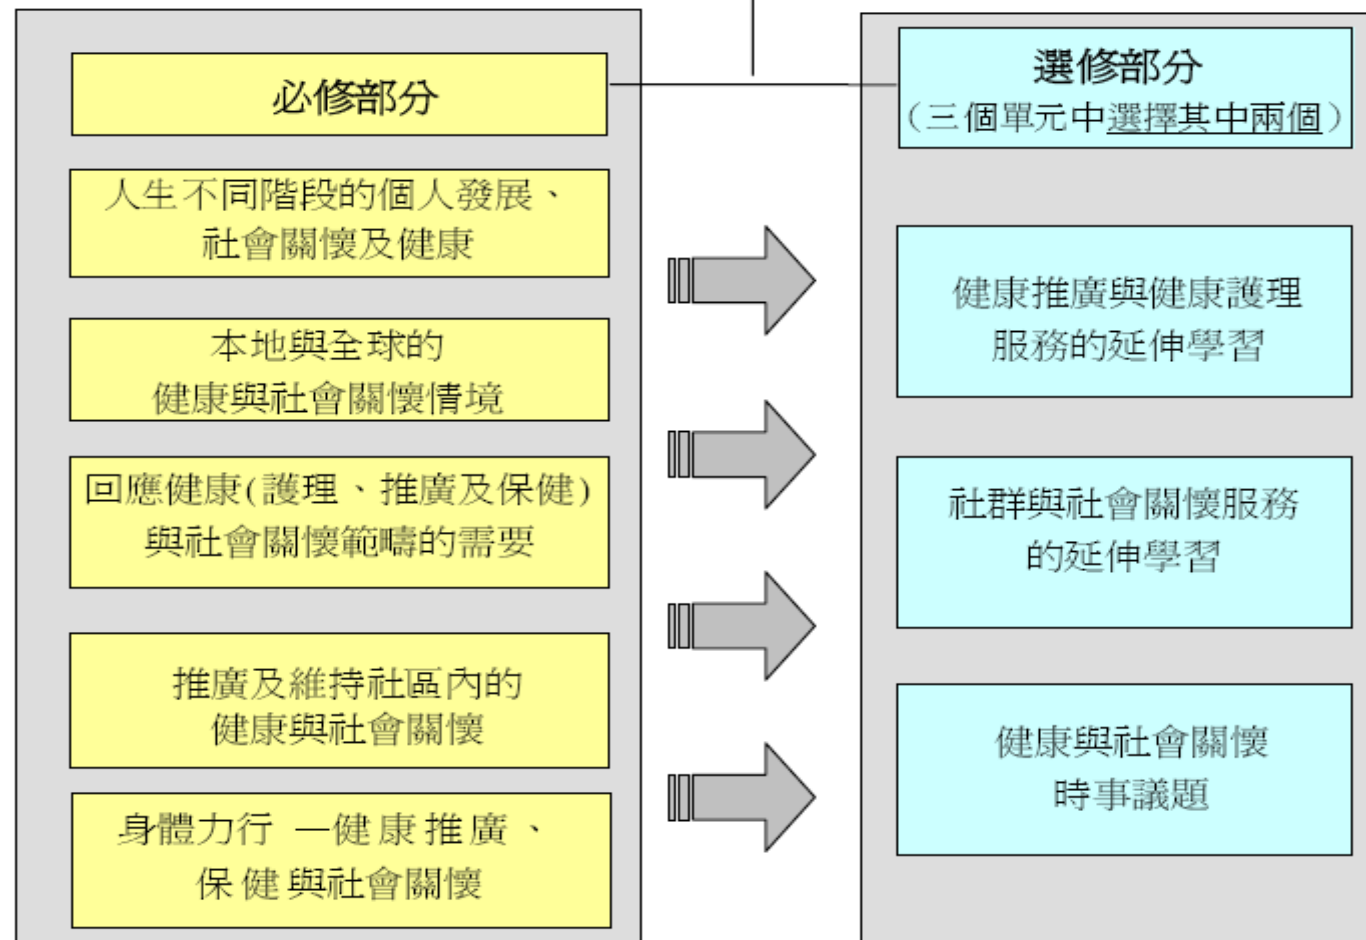 必修部分
人生不同階段的個人發展、
社會關懷及健康
本地與全球的
健康與社會關懷情境
回應健康(護理、推廣及保健)
與社會關懷範疇的需要
推廣及維持社區內的
健康與社會關懷
身體力行 —健康推廣、
保健與社會關懷
選修部分
（三個單元中選擇其中兩個）
健康推廣與健康護理
服務的延伸學習
社群與社會關懷服務
的延伸學習
健康與社會關懷
時事議題